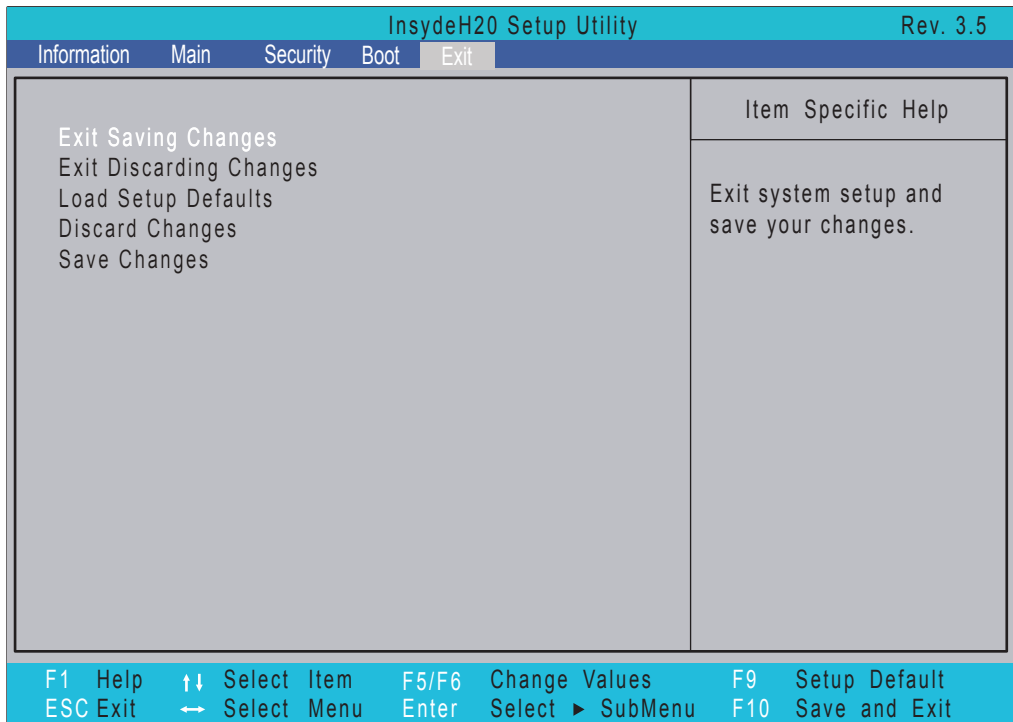 InsydeH20 Setup Utility Rev. 3.5
Information Main Security Boot Exit
Item Specific Help
Exit Saving Changes
Exit Discarding Changes
Load Setup Defaults
Discard Changes
Save Changes
Exit system setup and
save your changes.
F1 Help ↑↓ Select Item F5/F6 Change Values F9 Setup Default
ESC Exit ↔ Select Menu Enter Select ► SubMenu F10 Save and Exit